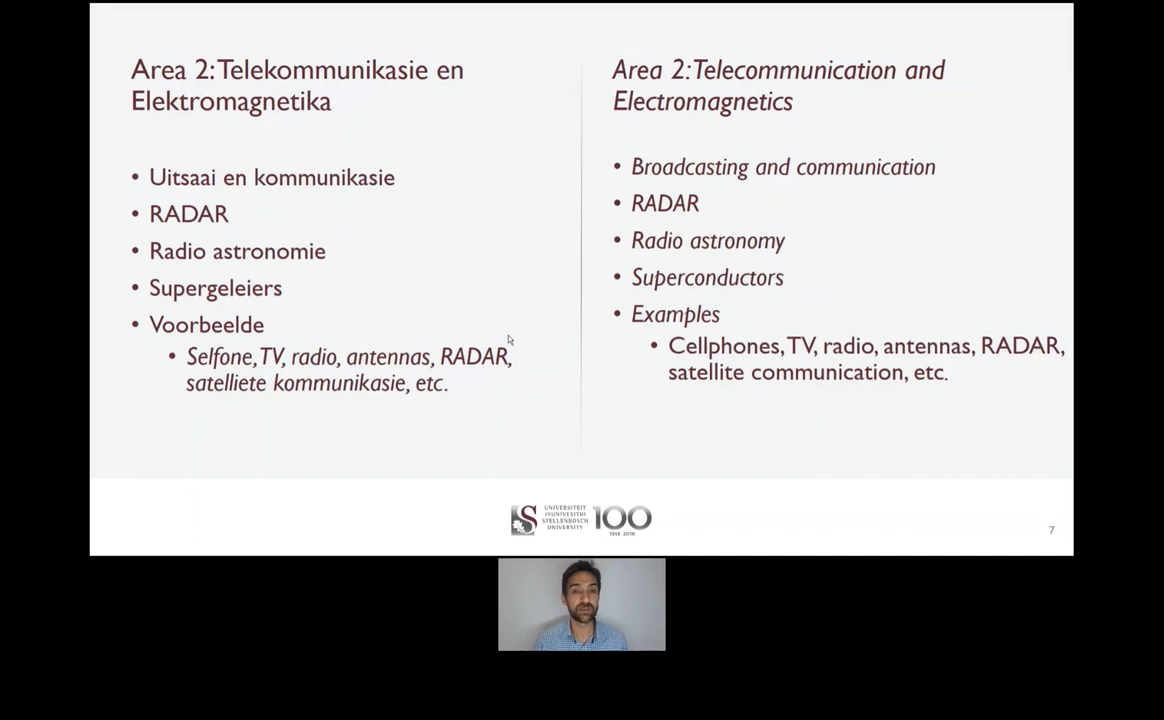 Area 2: Telekommunikasie en
Elektromagnetika
• Uitsaai en kommunikasie
• RADAR
• Radio astronomie
• Supergeleiers
• Voorbeelde
• Selfone, TV, radio, antennas, RADAR,
satelliete kommunikasie, etc.
Area 2: Telecommunication and
Electromagnetics
• Broadcasting and communication
• RADAR
• Radio astronomy
• Superconductors
• Examples
• Cellphones, TV, radio, antennas, RADAR,
satellite communication, etc.
UNIVERSITEIT
IYUNIVESITHI
STELLENBOSCH
UNIVERSITY
100
1918 2018
7